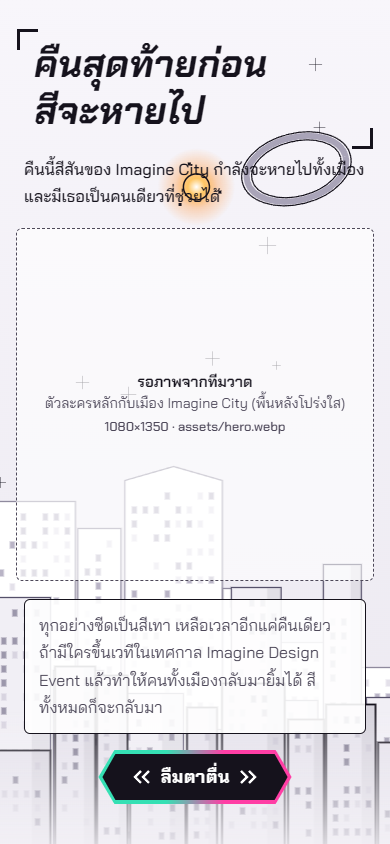 คืนสุดท้ายก่อน
สีจะหายไป
คืนนี้สีสันของ Imagine City กำลังจะหายไปทั้งเมือง
และมีเธอเป็นคนเดียวที่ช่วยได้
รอภาพจากทีมวาด
ตัวละครหลักกับเมือง Imagine City (พื้นหลังโปร่งใส)
1080×1350 · assets/hero.webp
ทุกอย่างซีดเป็นสีเทา เหลือเวลาอีกแค่คืนเดียว
ถ้ามีใครขึ้นเวทีในเทศกาล Imagine Design
Event แล้วทำให้คนทั้งเมืองกลับมายิ้มได้ สี
ทั้งหมดก็จะกลับมา
ลืมตาตื่น